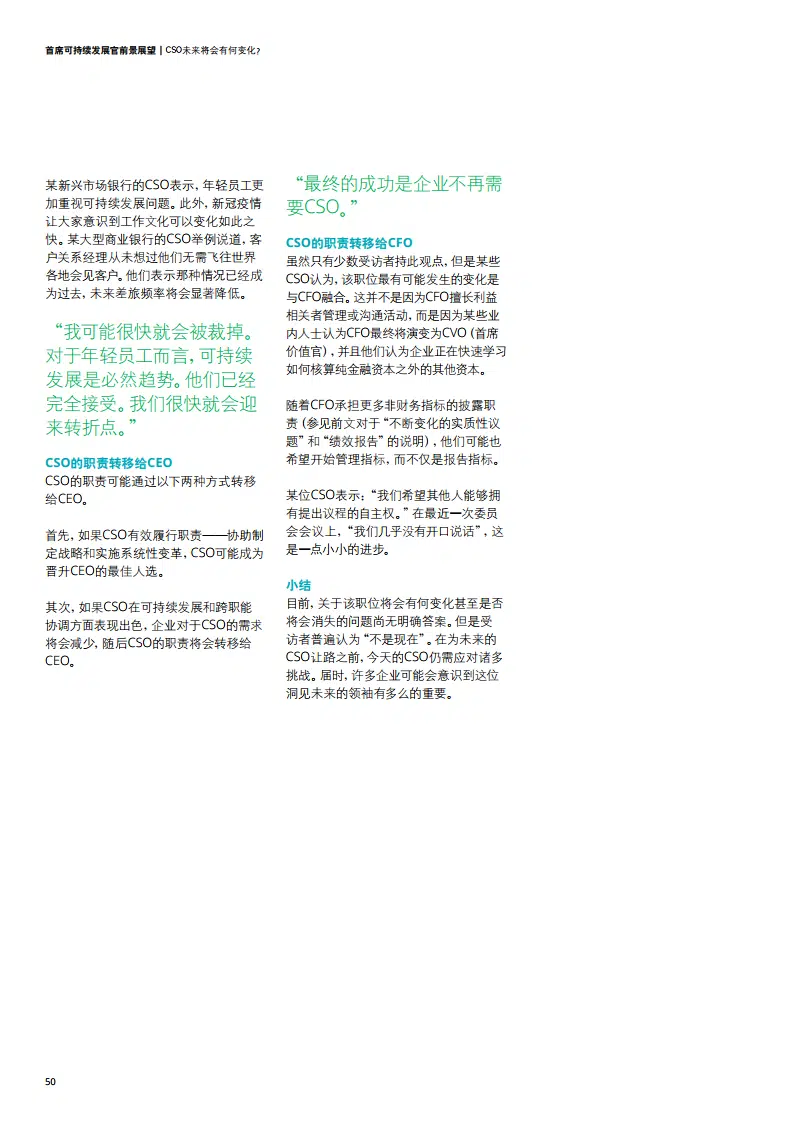 首席可持续发展官前景展望 | CSO未来将会有何变化?
某新兴市场银行的CSO表示，年轻员工更
加重视可持续发展问题。此外，新冠疫情
让大家意识到工作文化可以变化如此之
快。某大型商业银行的CSO举例说道，客
户关系经理从未想过他们无需飞往世界
各地会见客户。他们表示那种情况已经成
为过去，未来差旅频率将会显著降低。
“我可能很快就会被裁掉。
对于年轻员工而言，可持续
发展是必然趋势。他们已经
完全接受。我们很快就会迎
来转折点。”
CSO的职责转移给CEO
CSO的职责可能通过以下两种方式转移
给CEO。
首先，如果CSO有效履行职责——协助制
定战略和实施系统性变革，CSO可能成为
晋升CEO的最佳人选。
其次，如果CSO在可持续发展和跨职能
协调方面表现出色，企业对于CSO的需求
将会减少，随后CSO的职责将会转移给
CEO。
“最终的成功是企业不再需
要CSO。”
CSO的职责转移给CFO
虽然只有少数受访者持此观点，但是某些
CSO认为，该职位最有可能发生的变化是
与CFO融合。这并不是因为CFO擅长利益
相关者管理或沟通活动，而是因为某些业
内人士认为CFO最终将演变为CVO（首席
价值官），并且他们认为企业正在快速学习
如何核算纯金融资本之外的其他资本。
随着CFO承担更多非财务指标的披露职
责（参见前文对于“不断变化的实质性议
题”和“绩效报告”的说明），他们可能也
希望开始管理指标，而不仅是报告指标。
某位CSO表示：“我们希望其他人能够拥
有提出议程的自主权。”在最近一次委员
会会议上，“我们几乎没有开口说话”，这
是一点小小的进步。
小结
目前，关于该职位将会有何变化甚至是否
将会消失的问题尚无明确答案。但是受
访者普遍认为“不是现在”。在为未来的
CSO让路之前，今天的CSO仍需应对诸多
挑战。届时，许多企业可能会意识到这位
洞见未来的领袖有多么的重要。
50